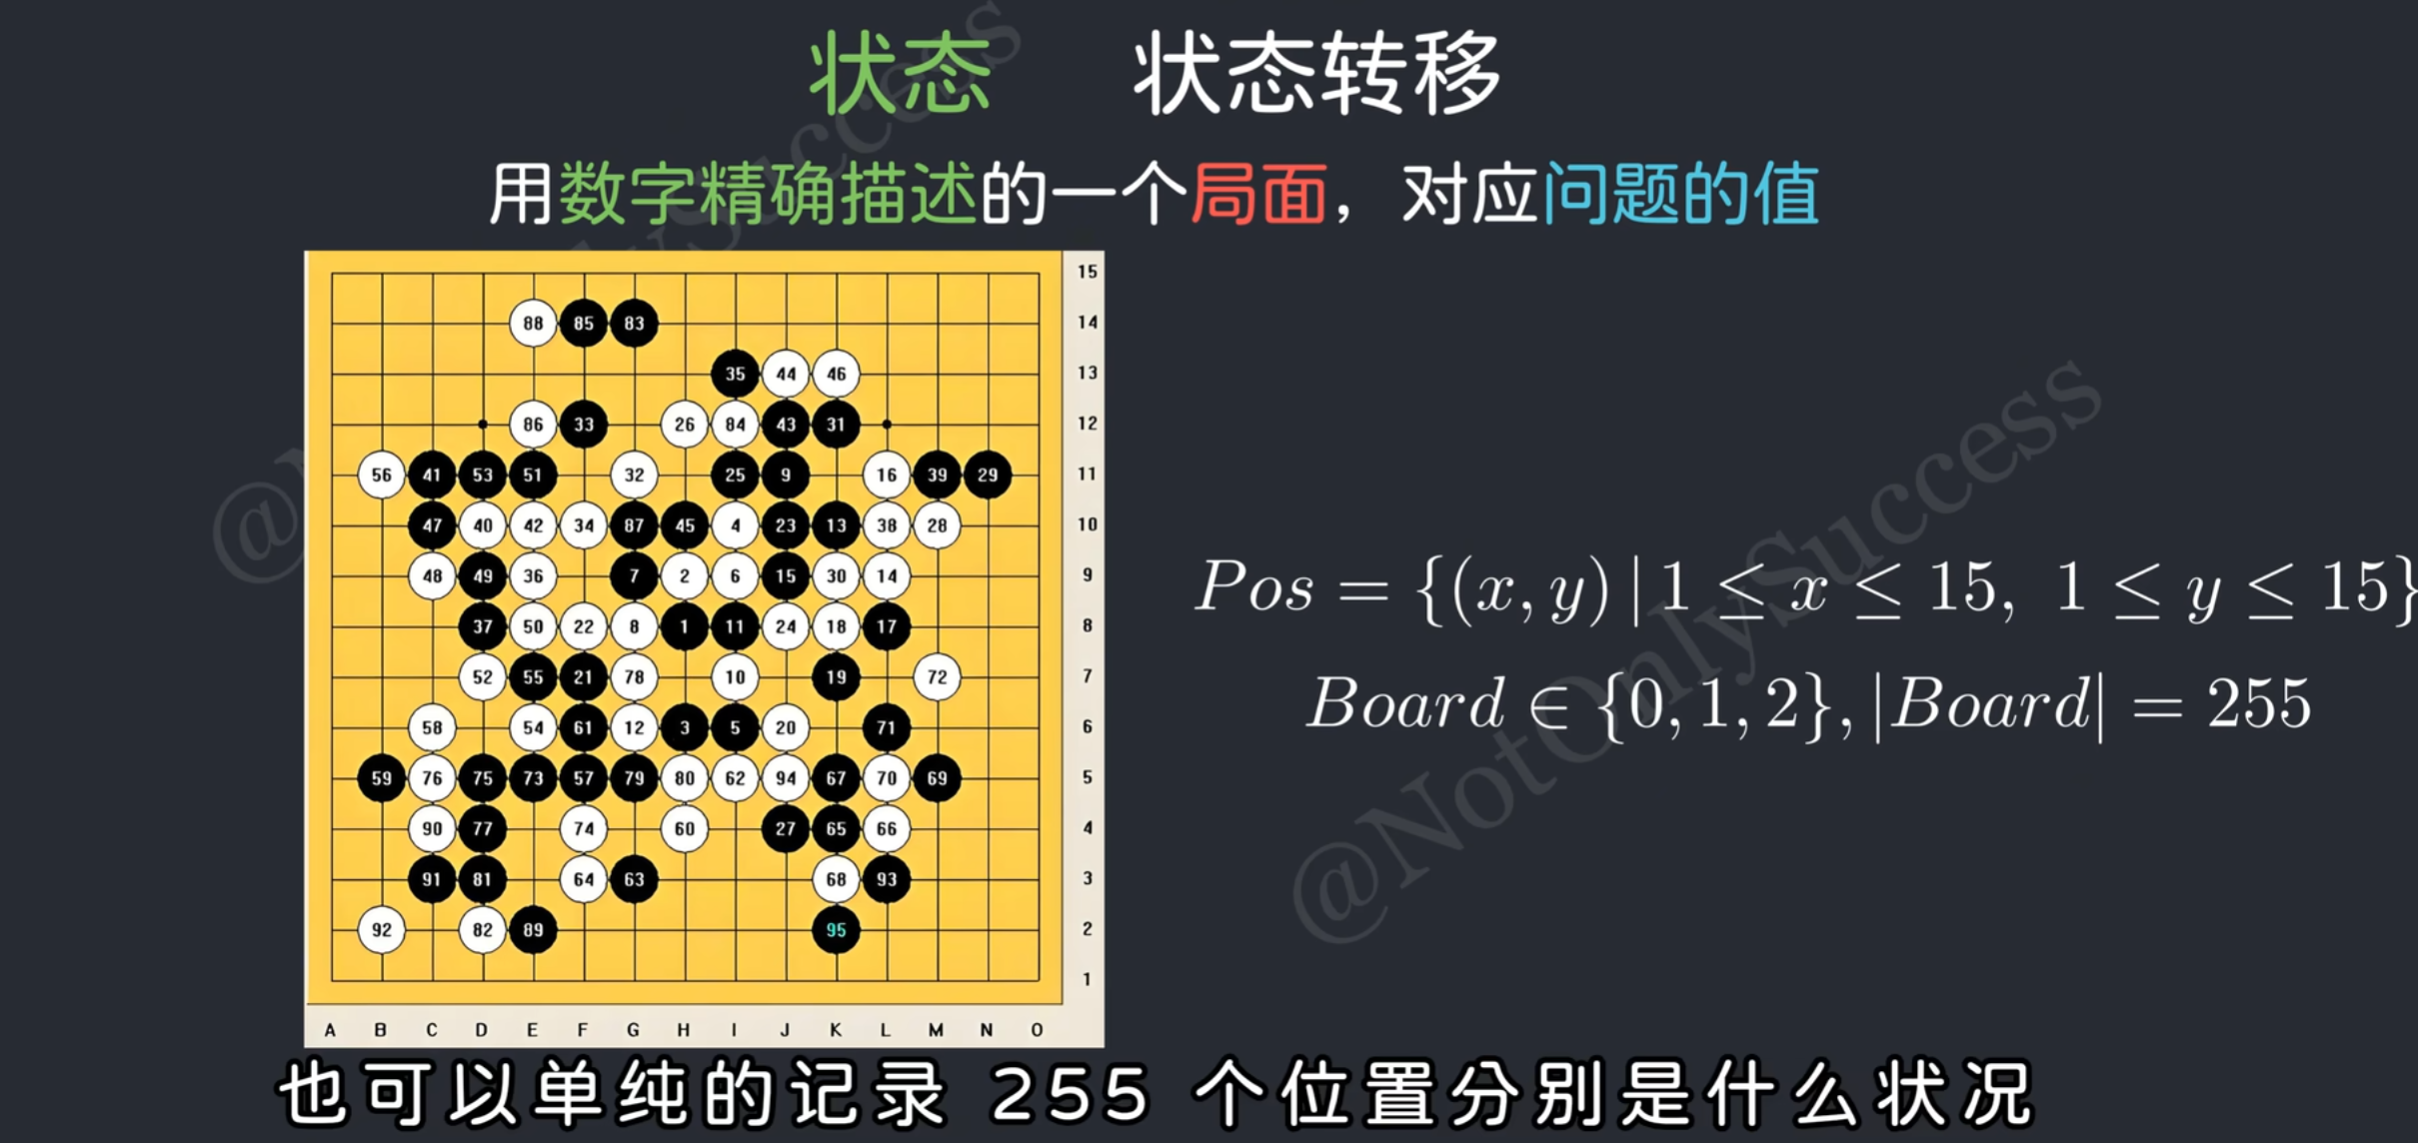 状态 状态转移
用数字精确描述的一个局面，对应问题的值
15
88 85 83 14
35 44 46 13
86 33 26 84 43 31 12
56 41 53 51 32 25 9 16 39 29 11
47 40 42 34 87 45 4 23 13 38 28 10
48 49 36 7 2 6 15 30 14 9
37 50 22 8 1 11 24 18 17 8
52 55 21 78 10 19 72 7
58 54 61 12 3 5 20 71 6
59 76 75 73 57 79 80 62 94 67 70 69 5
90 77 74 60 27 65 66 4
91 81 64 63 68 93 3
92 82 89 95 2
1
A B C D E F G H I J K L M N O
Pos = {(x, y) | 1 ≤ x ≤ 15, 1 ≤ y ≤ 15}
Board ∈ {0, 1, 2}, |Board| = 255
@NotOnlySuccess
也可以单纯的记录 255 个位置分别是什么状况